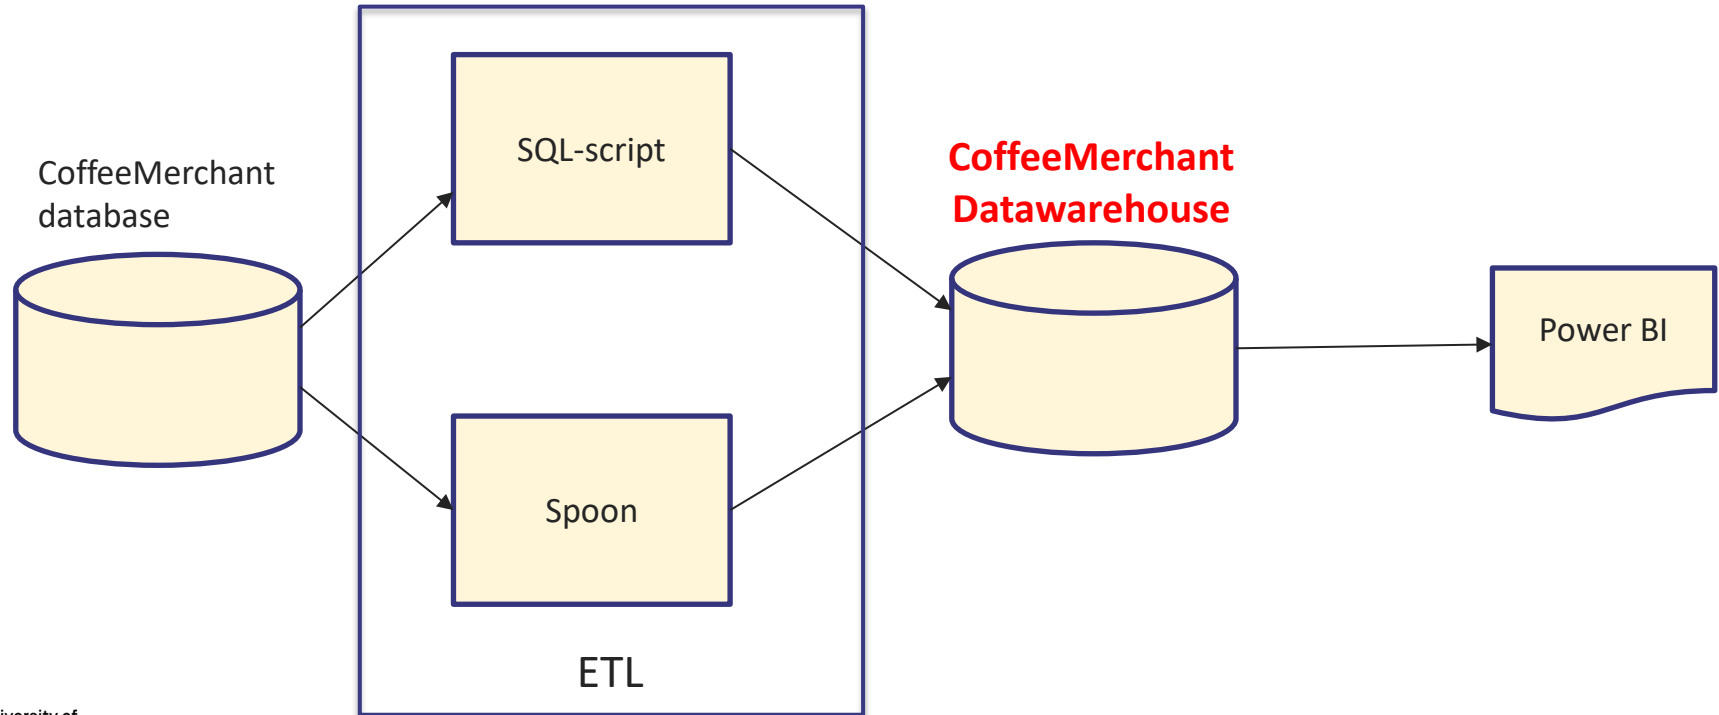 CoffeeMerchant
database
SQL-script
Spoon
ETL
CoffeeMerchant
Datawarehouse
Power BI